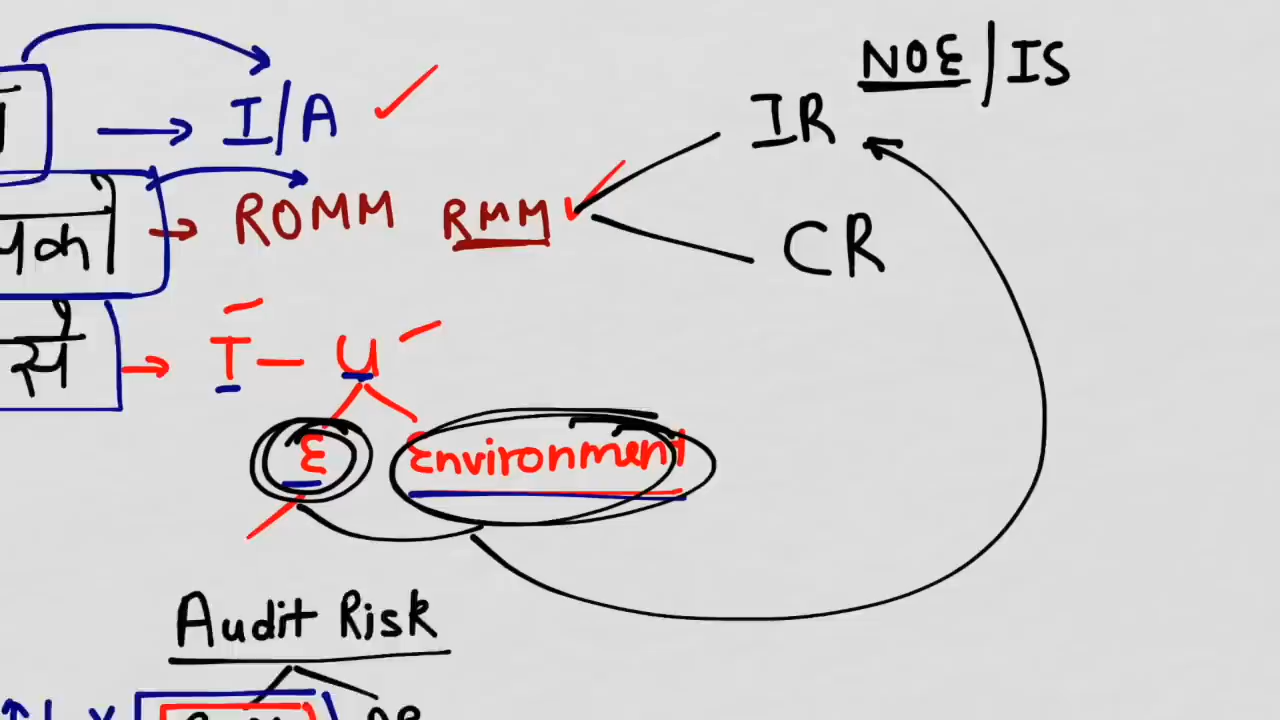 NOE/IS
I/A IR
ROMM RMM
CR
से I - U
E Environment
Audit Risk